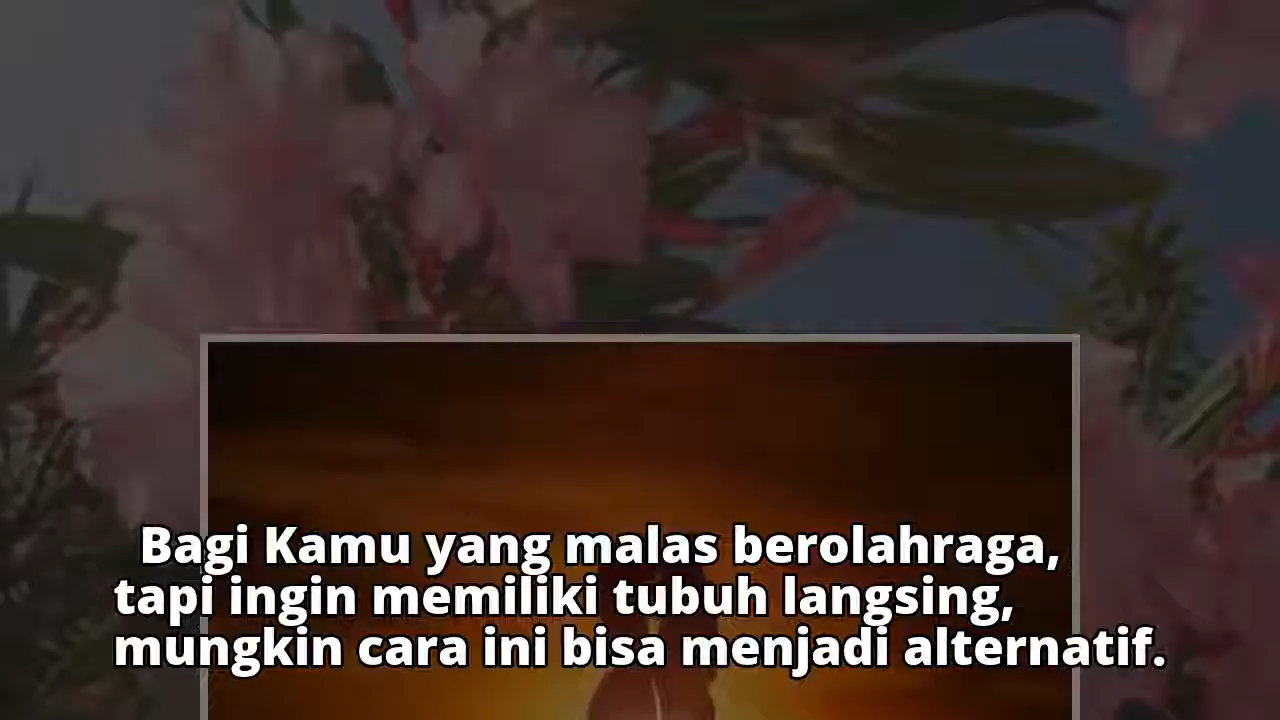 Bagi Kamu yang malas berolahraga,
tapi ingin memiliki tubuh langsing,
mungkin cara ini bisa menjadi alternatif.